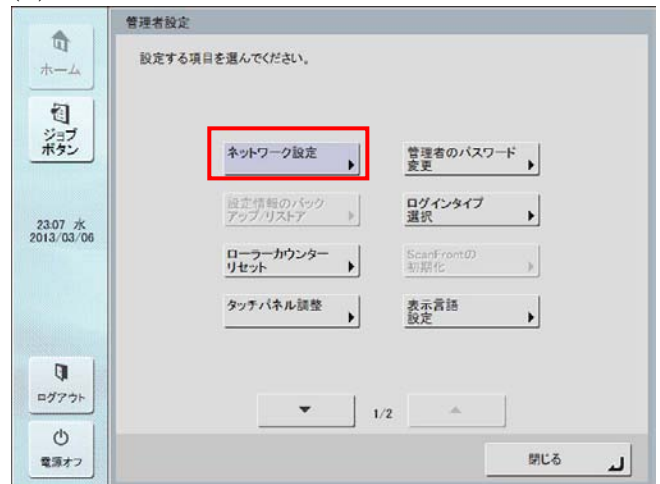 管理者設定
設定する項目を選んでください。
ホーム
ジョブ
ボタン
23:07 水
2013/03/06
ログアウト
電源オフ
ネットワーク設定
管理者のパスワード
変更
設定情報のバック
アップ/リストア
ログインタイプ
選択
ローラーカウンター
リセット
ScanFrontの
初期化
タッチパネル調整
表示言語
設定
1/2
閉じる